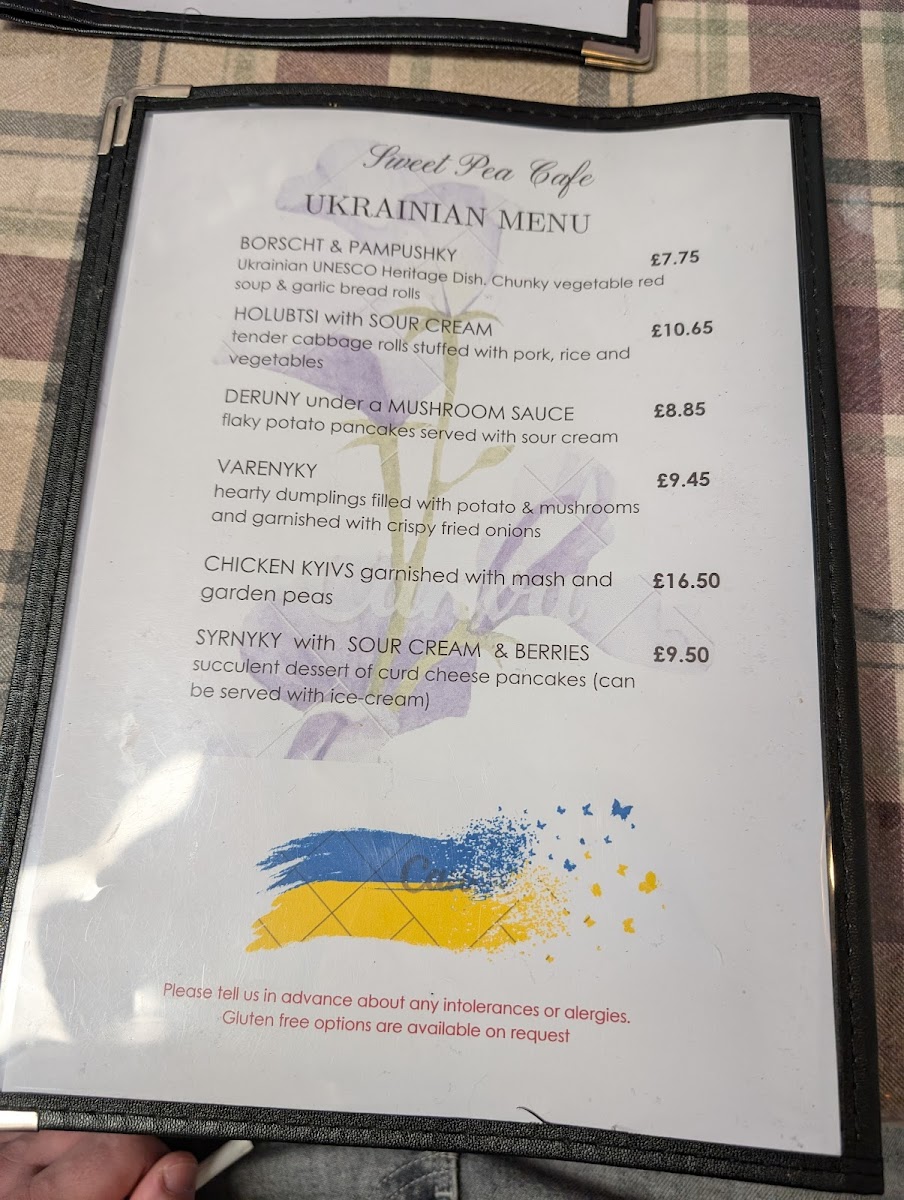 Sweet Pea Cafe
UKRAINIAN MENU
BORSCHT & PAMPUSHKY £7.75
Ukrainian UNESCO Heritage Dish. Chunky vegetable red
soup & garlic bread rolls
HOLUBTSI with SOUR CREAM £10.65
tender cabbage rolls stuffed with pork, rice and
vegetables
DERUNY under a MUSHROOM SAUCE £8.85
flaky potato pancakes served with sour cream
VARENYKY £9.45
hearty dumplings filled with potato & mushrooms
and garnished with crispy fried onions
CHICKEN KYIVS garnished with mash and £16.50
garden peas
SYRNYKY with SOUR CREAM & BERRIES £9.50
succulent dessert of curd cheese pancakes (can
be served with ice-cream)
Please tell us in advance about any intolerances or alergies.
Gluten free options are available on request